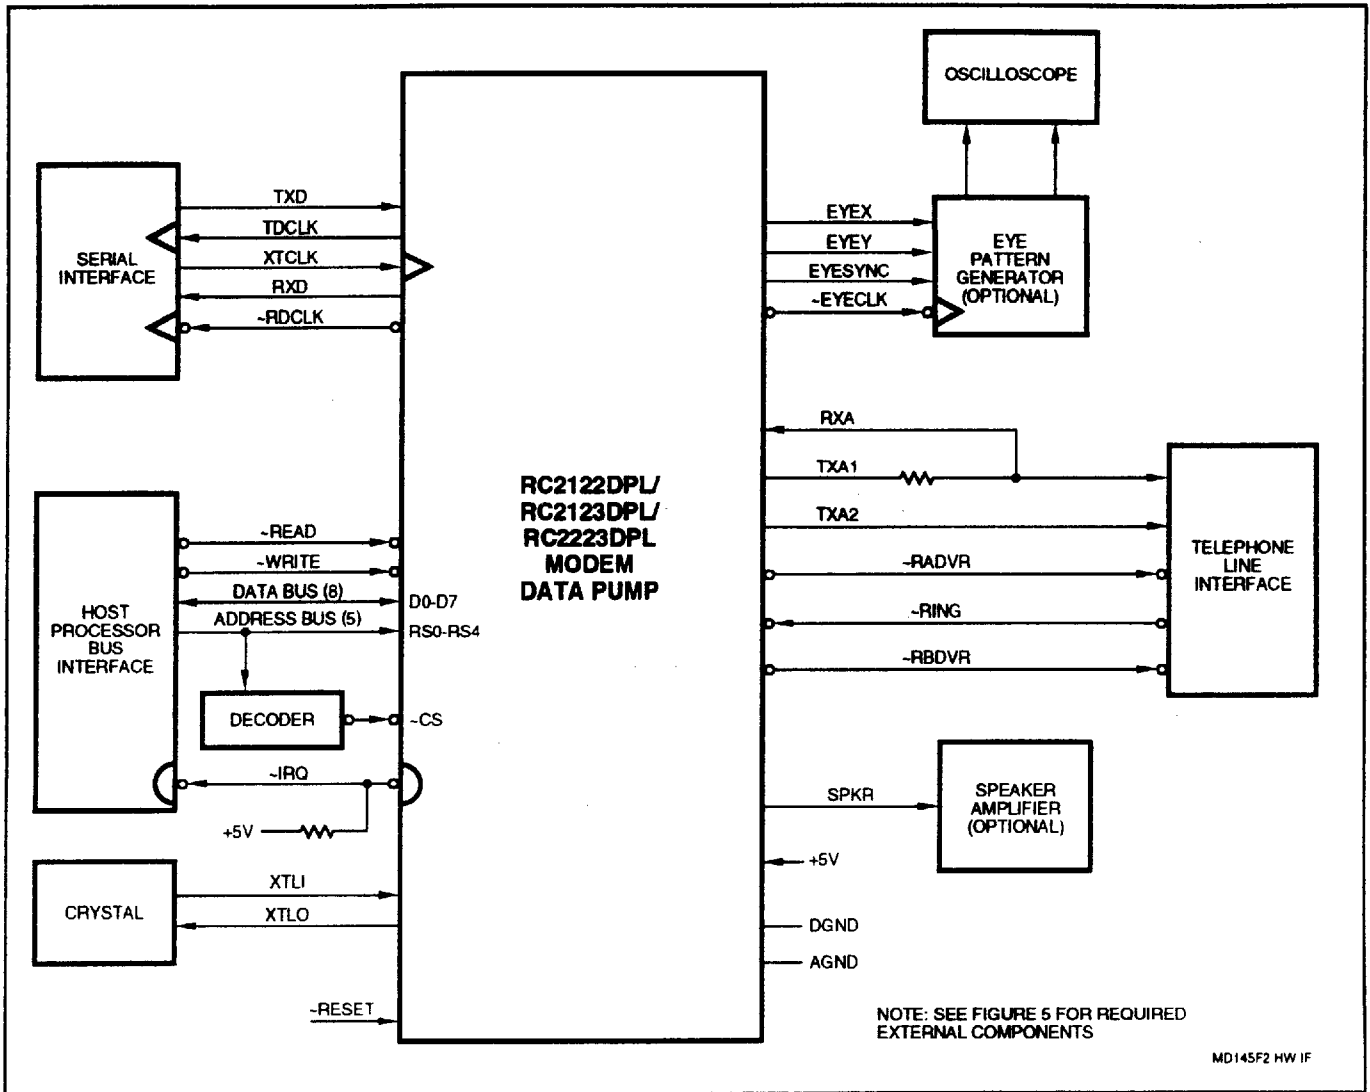 OSCILLOSCOPE
TXD
TDCLK
XTCLK
RXD
~RDCLK
SERIAL
INTERFACE
EYEX
EYEY
EYESYNC
~EYECLK
EYE
PATTERN
GENERATOR
(OPTIONAL)
RXA
TXA1
TXA2
~RADVR
~RING
~RBDVR
TELEPHONE
LINE
INTERFACE
RC2122DPL/
RC2123DPL/
RC2223DPL
MODEM
DATA PUMP
HOST
PROCESSOR
BUS
INTERFACE
~READ
~WRITE
DATA BUS (8)
D0-D7
ADDRESS BUS (5)
RS0-RS4
DECODER
~CS
~IRQ
+5V
SPKR
SPEAKER
AMPLIFIER
(OPTIONAL)
+5V
CRYSTAL
XTLI
XTLO
DGND
AGND
~RESET
NOTE: SEE FIGURE 5 FOR REQUIRED
EXTERNAL COMPONENTS
MD145F2 HW IF